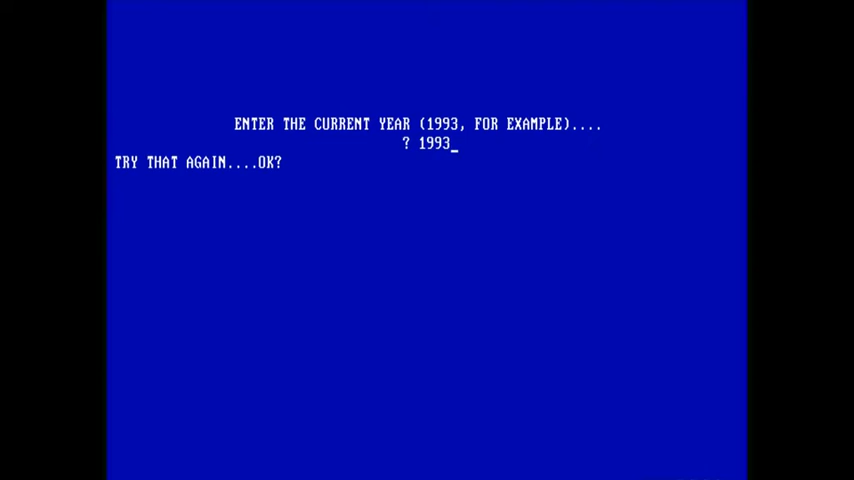 ENTER THE CURRENT YEAR (1993, FOR EXAMPLE)....
? 1993_
TRY THAT AGAIN....OK?